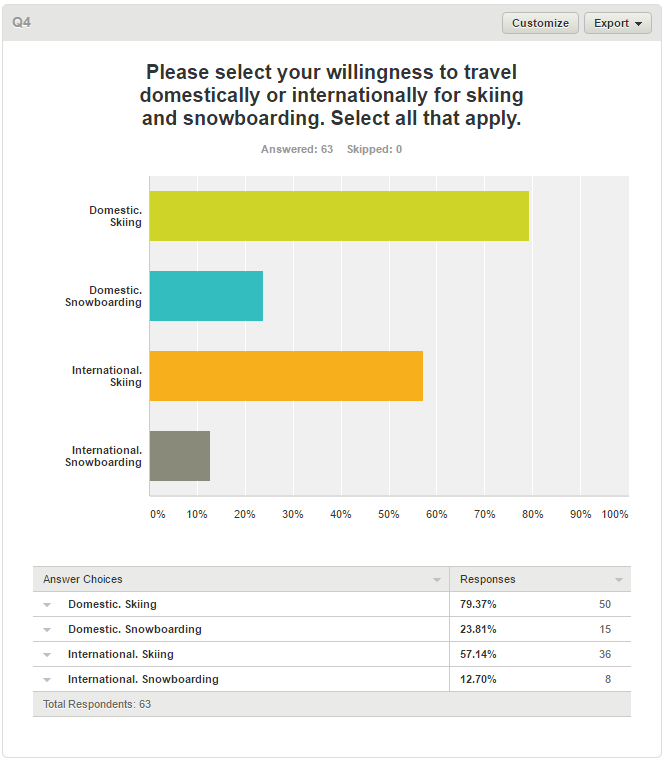 Q4
Customize
Export
Please select your willingness to travel
domestically or internationally for skiing
and snowboarding. Select all that apply.
Answered: 63 Skipped: 0
Domestic.
Skiing
Domestic.
Snowboarding
International.
Skiing
International.
Snowboarding
0% 10% 20% 30% 40% 50% 60% 70% 80% 90% 100%
Answer Choices Responses
Domestic. Skiing 79.37% 50
Domestic. Snowboarding 23.81% 15
International. Skiing 57.14% 36
International. Snowboarding 12.70% 8
Total Respondents: 63